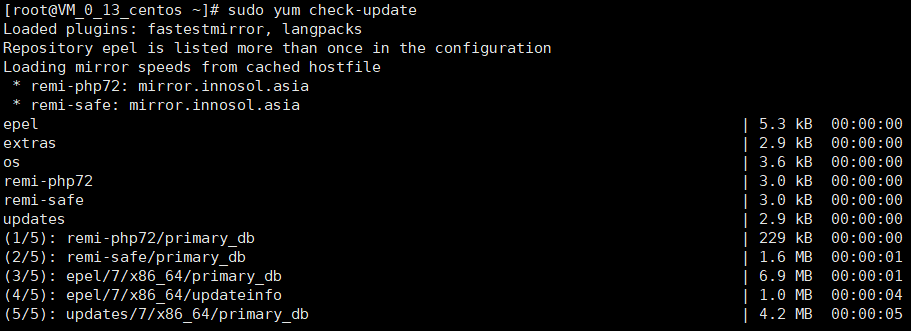 [root@VM_0_13_centos ~]# sudo yum check-update
Loaded plugins: fastestmirror, langpacks
Repository epel is listed more than once in the configuration
Loading mirror speeds from cached hostfile
 * remi-php72: mirror.innosol.asia
 * remi-safe: mirror.innosol.asia
epel | 5.3 kB 00:00:00
extras | 2.9 kB 00:00:00
os | 3.6 kB 00:00:00
remi-php72 | 3.0 kB 00:00:00
remi-safe | 3.0 kB 00:00:00
updates | 2.9 kB 00:00:00
(1/5): remi-php72/primary_db | 229 kB 00:00:00
(2/5): remi-safe/primary_db | 1.6 MB 00:00:01
(3/5): epel/7/x86_64/primary_db | 6.9 MB 00:00:01
(4/5): epel/7/x86_64/updateinfo | 1.0 MB 00:00:04
(5/5): updates/7/x86_64/primary_db | 4.2 MB 00:00:05